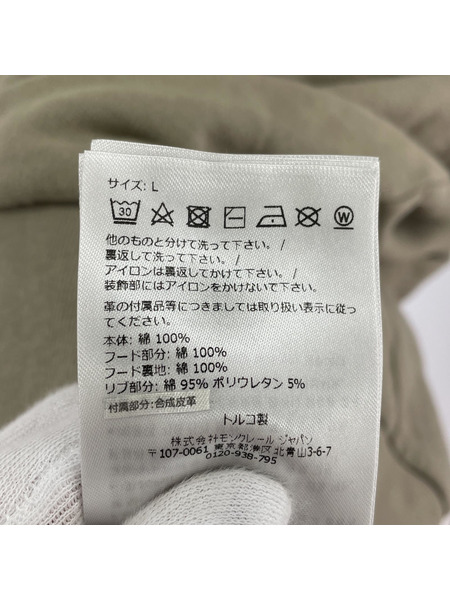 サイズ: L
30 W
他のものと分けて洗って下さい。/
裏返して洗って下さい。/
アイロンは裏返してかけて下さい。/
装飾部にはアイロンをかけないで下さい。
革の付属品等につきましては取り扱い表示に従っ
てください。
本体: 綿 100%
フード部分: 綿 100%
フード裏地: 綿 100%
リブ部分: 綿 95% ポリウレタン 5%
付属部分:合成皮革
トルコ製
株式会社モンクレール ジャパン
〒107-0061 東京都港区北青山3-6-7
0120-938-795